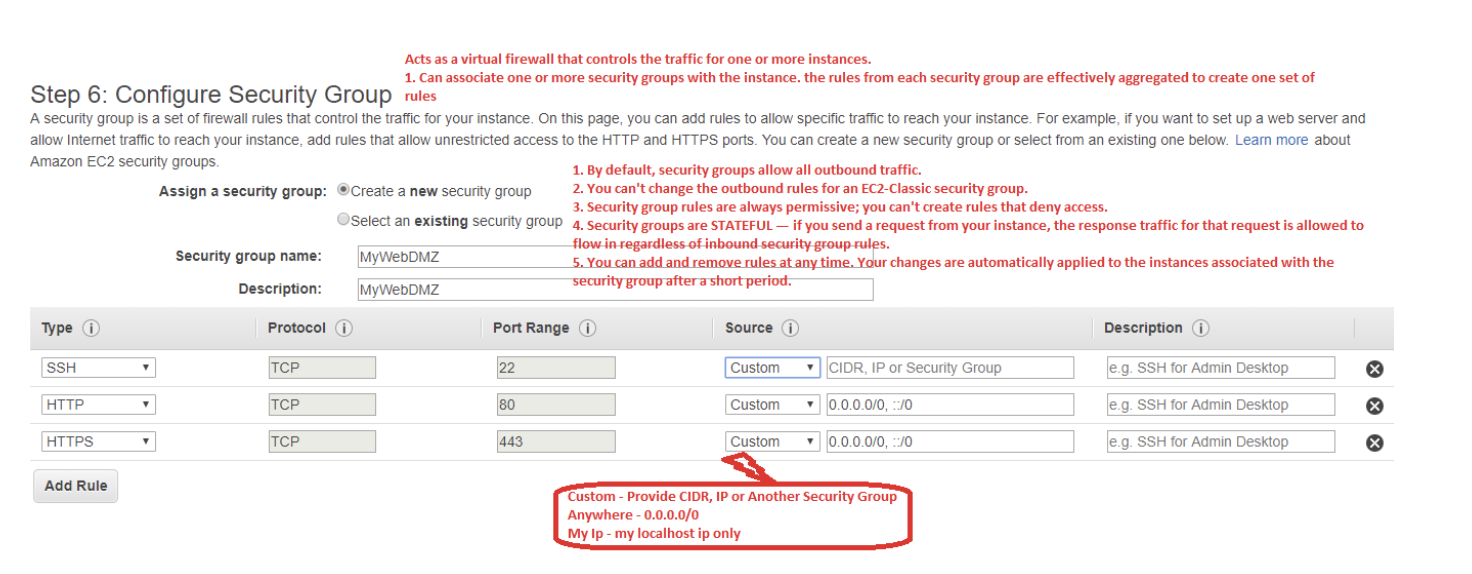 Acts as a virtual firewall that controls the traffic for one or more instances.
1. Can associate one or more security groups with the instance. the rules from each security group are effectively aggregated to create one set of
rules
Step 6: Configure Security Group
A security group is a set of firewall rules that control the traffic for your instance. On this page, you can add rules to allow specific traffic to reach your instance. For example, if you want to set up a web server and
allow Internet traffic to reach your instance, add rules that allow unrestricted access to the HTTP and HTTPS ports. You can create a new security group or select from an existing one below. Learn more about
Amazon EC2 security groups.
1. By default, security groups allow all outbound traffic.
2. You can't change the outbound rules for an EC2-Classic security group.
3. Security group rules are always permissive; you can't create rules that deny access.
4. Security groups are STATEFUL — if you send a request from your instance, the response traffic for that request is allowed to
flow in regardless of inbound security group rules.
5. You can add and remove rules at any time. Your changes are automatically applied to the instances associated with the
security group after a short period.
Assign a security group: Create a new security group
Select an existing security group
Security group name: MyWebDMZ
Description: MyWebDMZ
Type i Protocol i Port Range i Source i Description i
SSH TCP 22 Custom CIDR, IP or Security Group e.g. SSH for Admin Desktop
HTTP TCP 80 Custom 0.0.0.0/0, ::/0 e.g. SSH for Admin Desktop
HTTPS TCP 443 Custom 0.0.0.0/0, ::/0 e.g. SSH for Admin Desktop
Add Rule
Custom - Provide CIDR, IP or Another Security Group
Anywhere - 0.0.0.0/0
My Ip - my localhost ip only